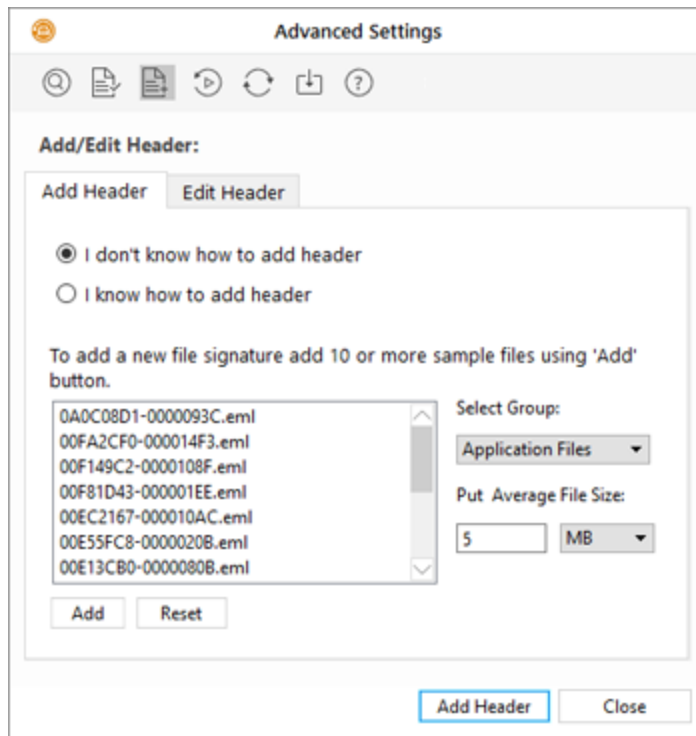 Advanced Settings
Add/Edit Header:
Add Header Edit Header
I don't know how to add header
I know how to add header
To add a new file signature add 10 or more sample files using 'Add'
button.
0A0C08D1-0000093C.eml
00FA2CF0-000014F3.eml
00F149C2-0000108F.eml
00F81D43-000001EE.eml
00EC2167-000010AC.eml
00E55FC8-0000020B.eml
00E13CB0-0000080B.eml
Select Group:
Application Files
Put Average File Size:
5 MB
Add Reset
Add Header Close